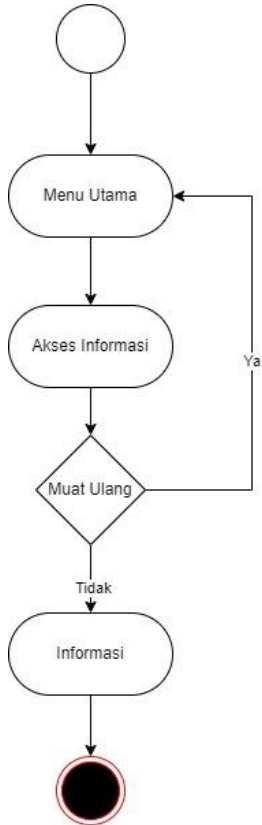 Menu Utama
Akses Informasi
Ya
Muat Ulang
Tidak
Informasi